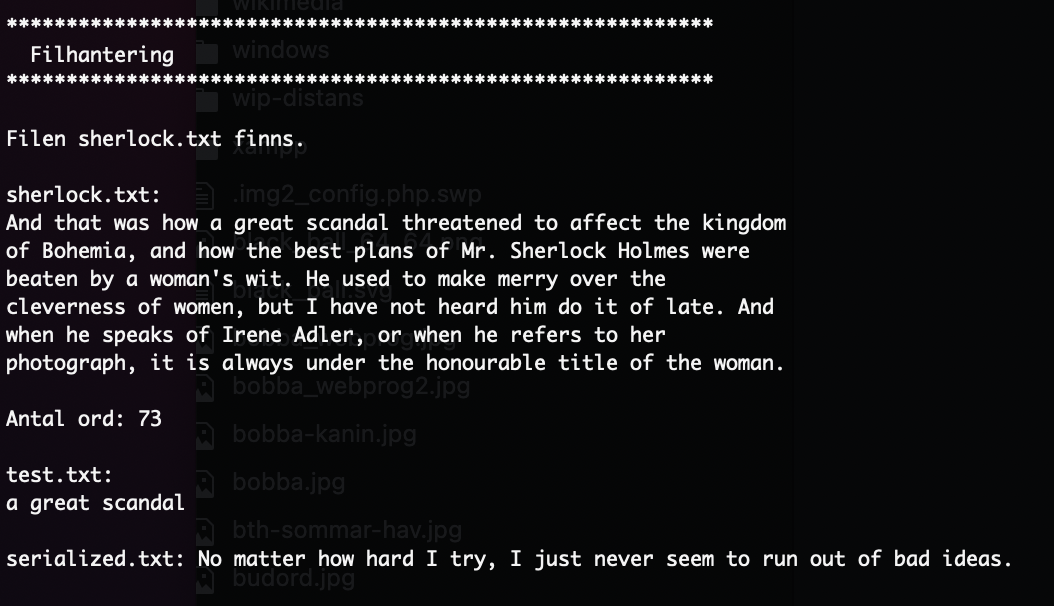 wikimedia
***********************************************************
windows
Filhantering
***********************************************************
wip-distans
Filen sherlock.txt finns.
xampp
sherlock.txt:
.img2_config.php.swp
And that was how a great scandal threatened to affect the kingdom
black_ball_64_64.png
of Bohemia, and how the best plans of Mr. Sherlock Holmes were
beaten by a woman's wit. He used to make merry over the
black_ball.svg
cleverness of women, but I have not heard him do it of late. And
when he speaks of Irene Adler, or when he refers to her
photograph, it is always under the honourable title of the woman.
bobba_webprog2.jpg
Antal ord: 73
bobba-kanin.jpg
test.txt:
bobba.jpg
a great scandal
bth-sommar-hav.jpg
serialized.txt: No matter how hard I try, I just never seem to run out of bad ideas.
budord.jpg